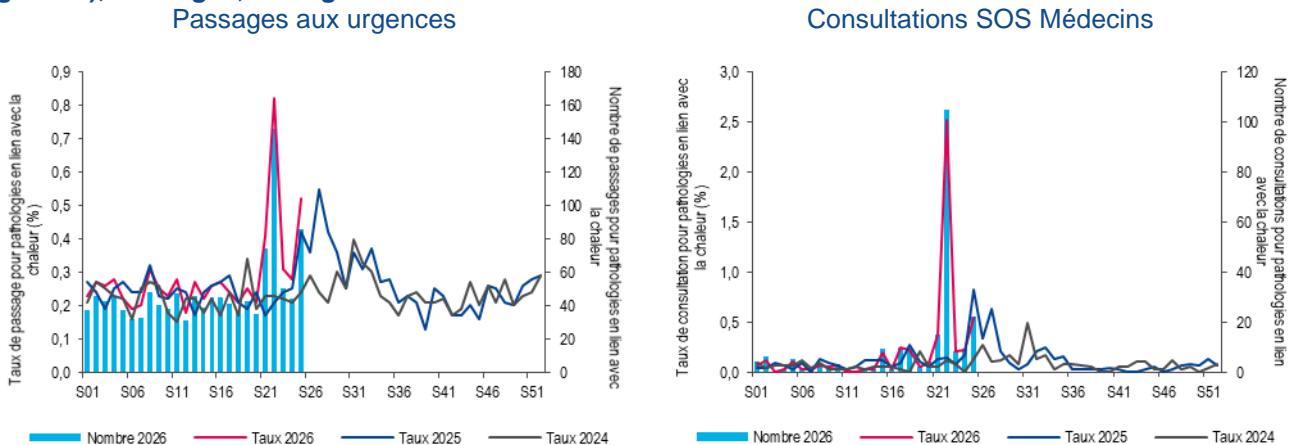 Passages aux urgences
Taux de passage pour pathologies en lien avec la
chaleur (%)
0,9
0,8
0,7
0,6
0,5
0,4
0,3
0,2
0,1
0,0
180
160
140
120
100
80
60
40
20
0
Nombre de passages pour pathologies en lien avec
la chaleur
S01 S06 S11 S16 S21 S26 S31 S36 S41 S46 S51
Nombre 2026 Taux 2026 Taux 2025 Taux 2024
Consultations SOS Médecins
Taux de consultation pour pathologies en lien avec
la chaleur (%)
3,0
2,5
2,0
1,5
1,0
0,5
0,0
120
100
80
60
40
20
0
Nombre de consultations pour pathologies en lien
avec la chaleur
S01 S06 S11 S16 S21 S26 S31 S36 S41 S46 S51
Nombre 2026 Taux 2026 Taux 2025 Taux 2024